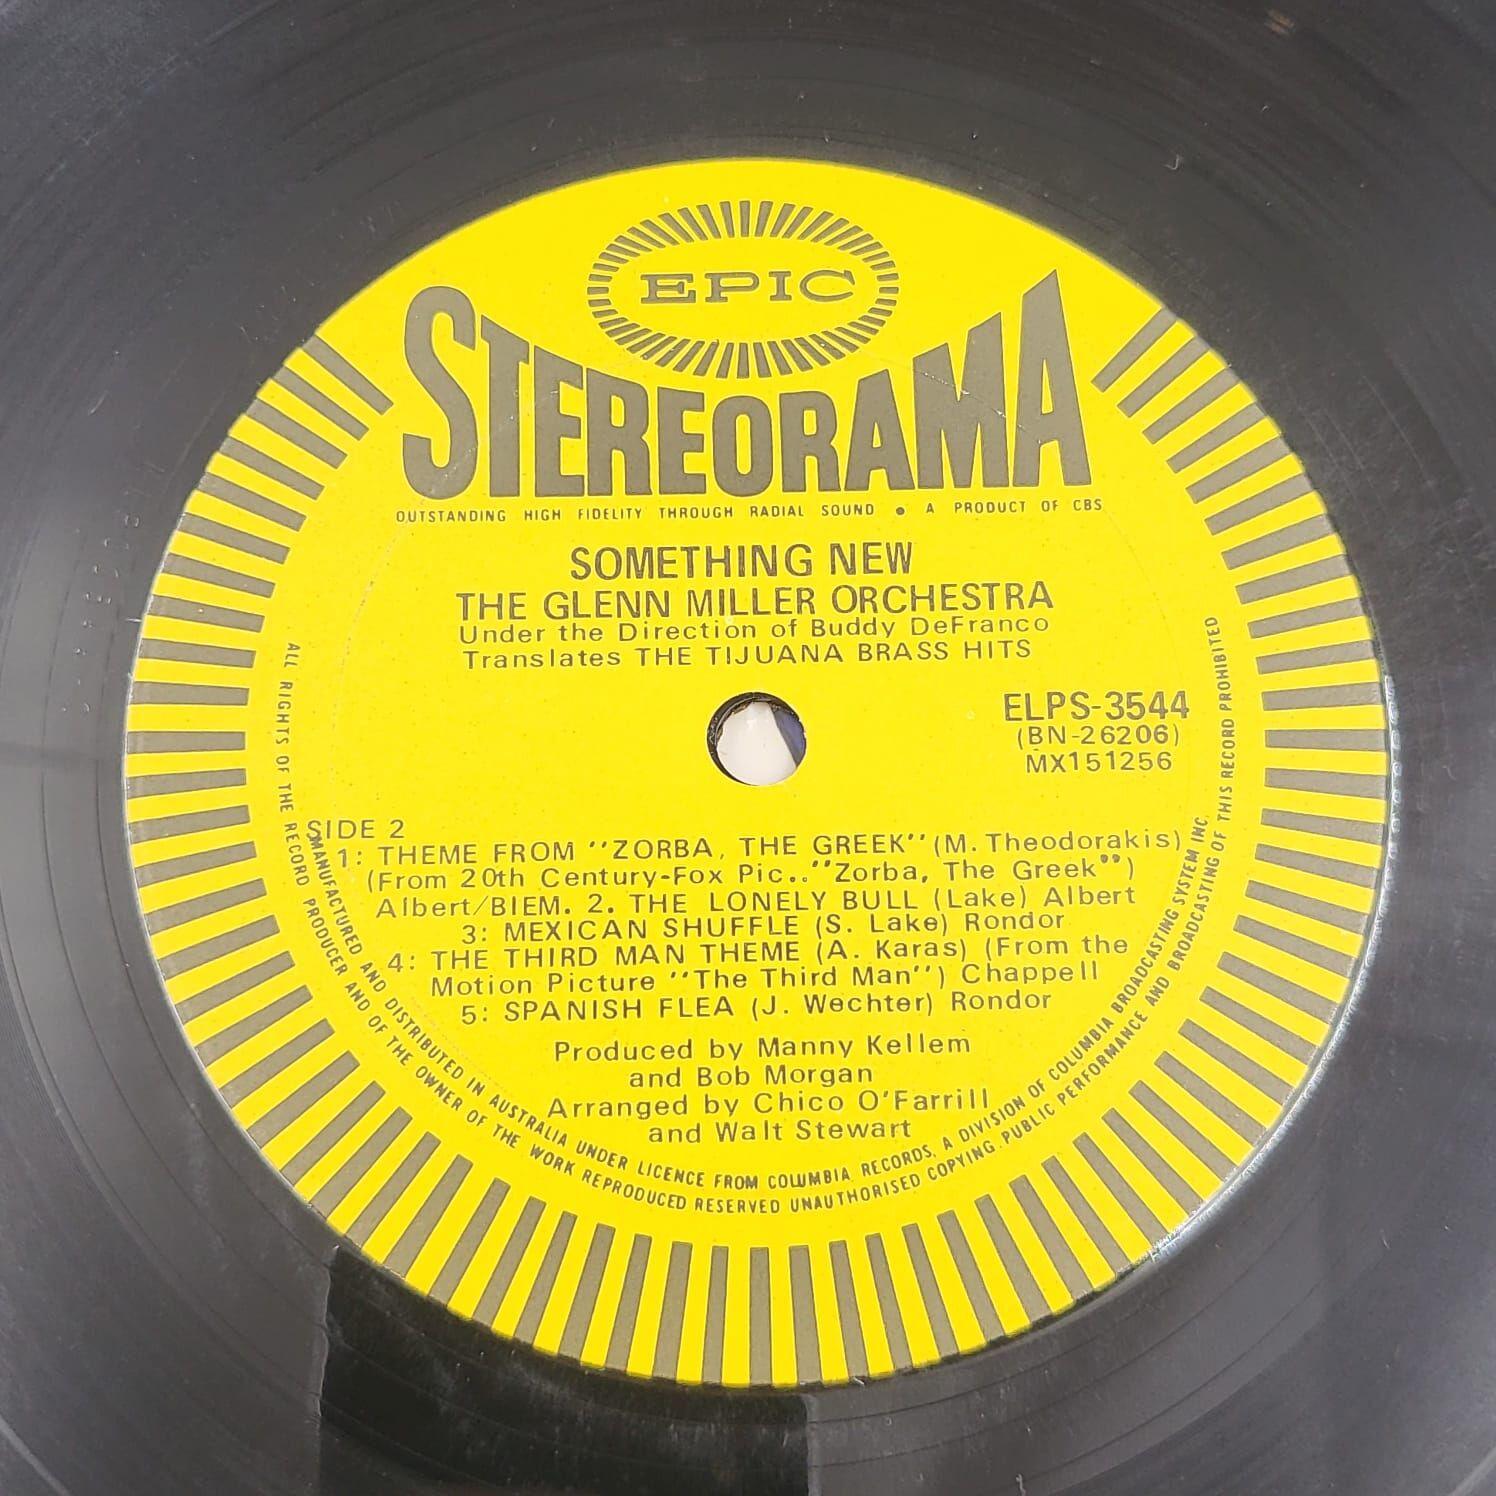 EPIC
STEREORAMA
OUTSTANDING HIGH FIDELITY THROUGH RADIAL SOUND • A PRODUCT OF CBS
SOMETHING NEW
THE GLENN MILLER ORCHESTRA
Under the Direction of Buddy DeFranco
Translates THE TIJUANA BRASS HITS
ELPS-3544
(BN-26206)
MX151256
SIDE 2
1: THEME FROM "ZORBA, THE GREEK" (M. Theodorakis)
(From 20th Century-Fox Pic.."Zorba, The Greek")
Albert/BIEM. 2. THE LONELY BULL (Lake) Albert
3: MEXICAN SHUFFLE (S. Lake) Rondor
4: THE THIRD MAN THEME (A. Karas) (From the
Motion Picture "The Third Man") Chappell
5: SPANISH FLEA (J. Wechter) Rondor
Produced by Manny Kellem
and Bob Morgan
Arranged by Chico O'Farrill
and Walt Stewart
MANUFACTURED AND DISTRIBUTED IN AUSTRALIA UNDER LICENCE FROM COLUMBIA RECORDS, A DIVISION OF COLUMBIA BROADCASTING SYSTEM INC.
ALL RIGHTS OF THE RECORD PRODUCER AND OF THE OWNER OF THE WORK REPRODUCED RESERVED UNAUTHORISED COPYING, PUBLIC PERFORMANCE AND BROADCASTING OF THIS RECORD PROHIBITED